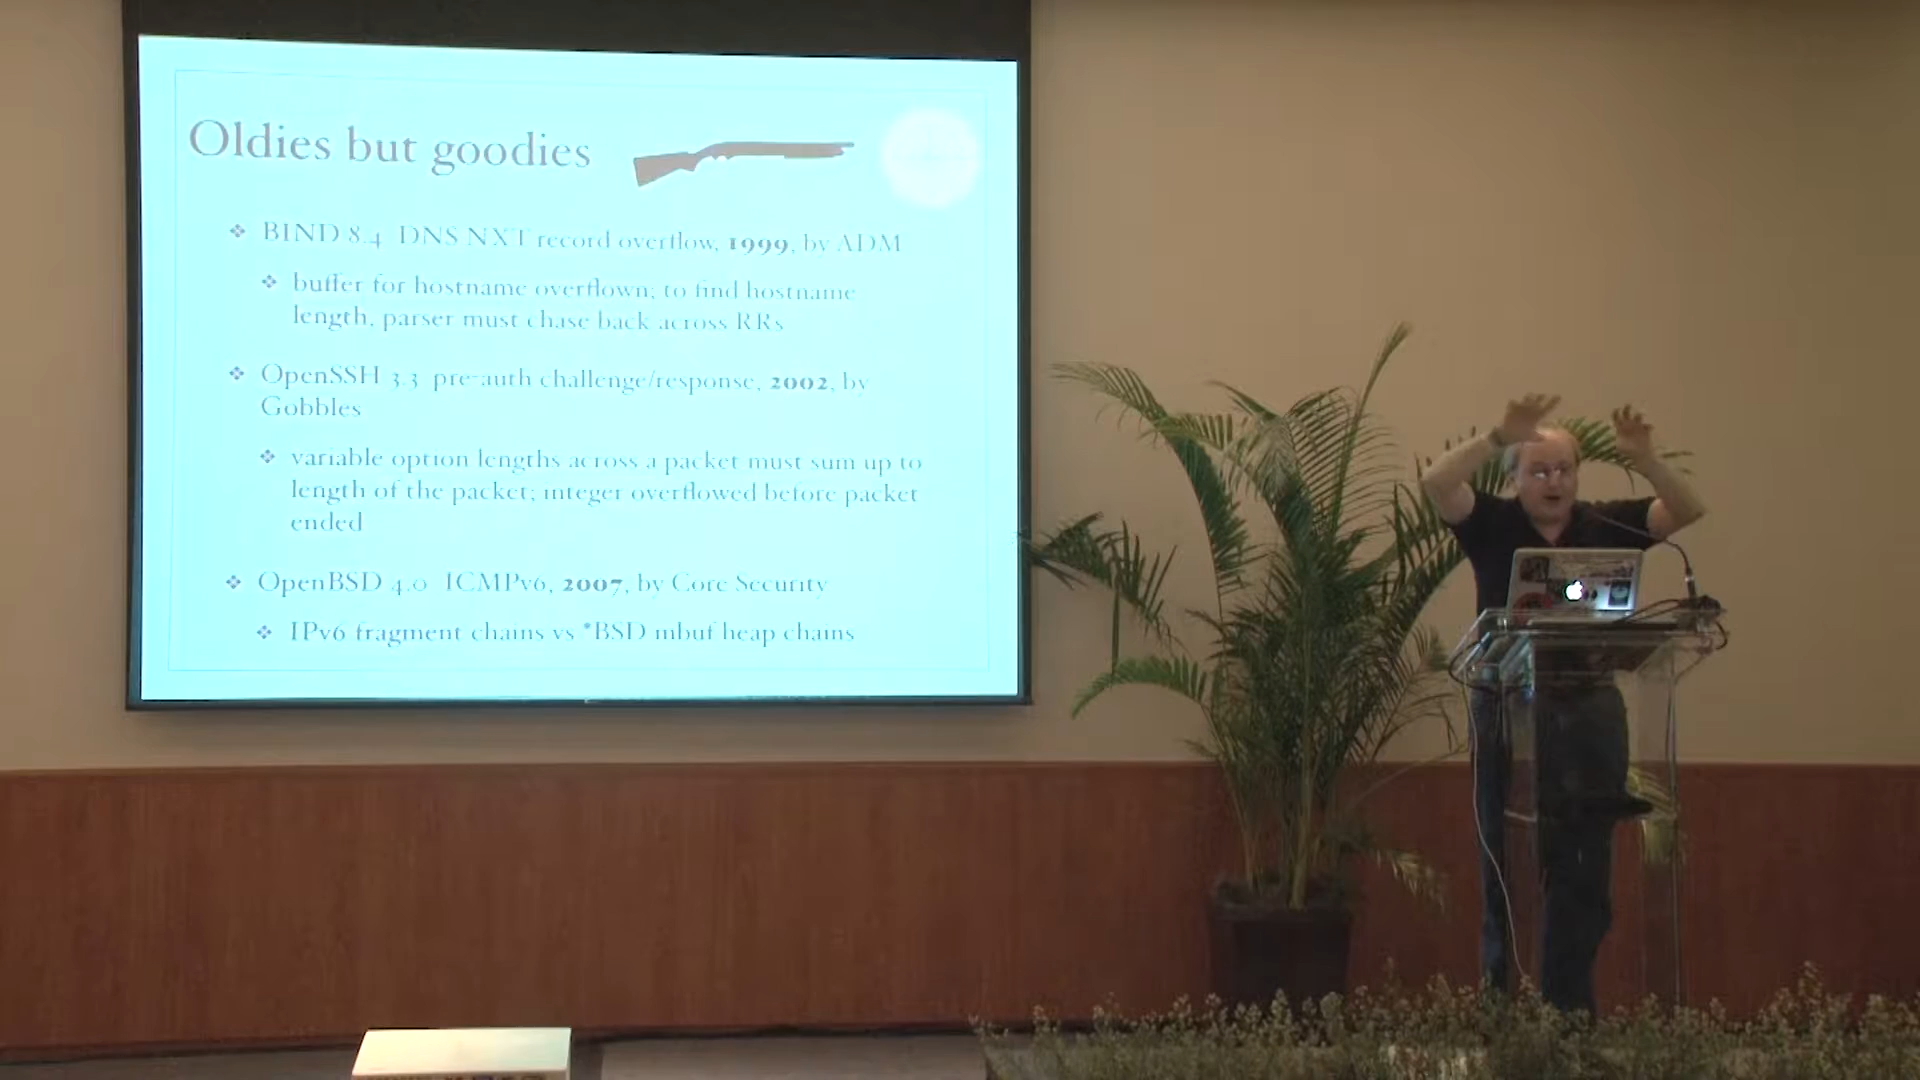 Oldies but goodies
❖ BIND 8.4 DNS NXT record overflow, 1999, by ADM
❖ buffer for hostname overflown; to find hostname
length, parser must chase back across RRs
❖ OpenSSH 3.3 pre-auth challenge/response, 2002, by
Gobbles
❖ variable option lengths across a packet must sum up to
length of the packet; integer overflowed before packet
ended
❖ OpenBSD 4.0 ICMPv6, 2007, by Core Security
❖ IPv6 fragment chains vs *BSD mbuf heap chains